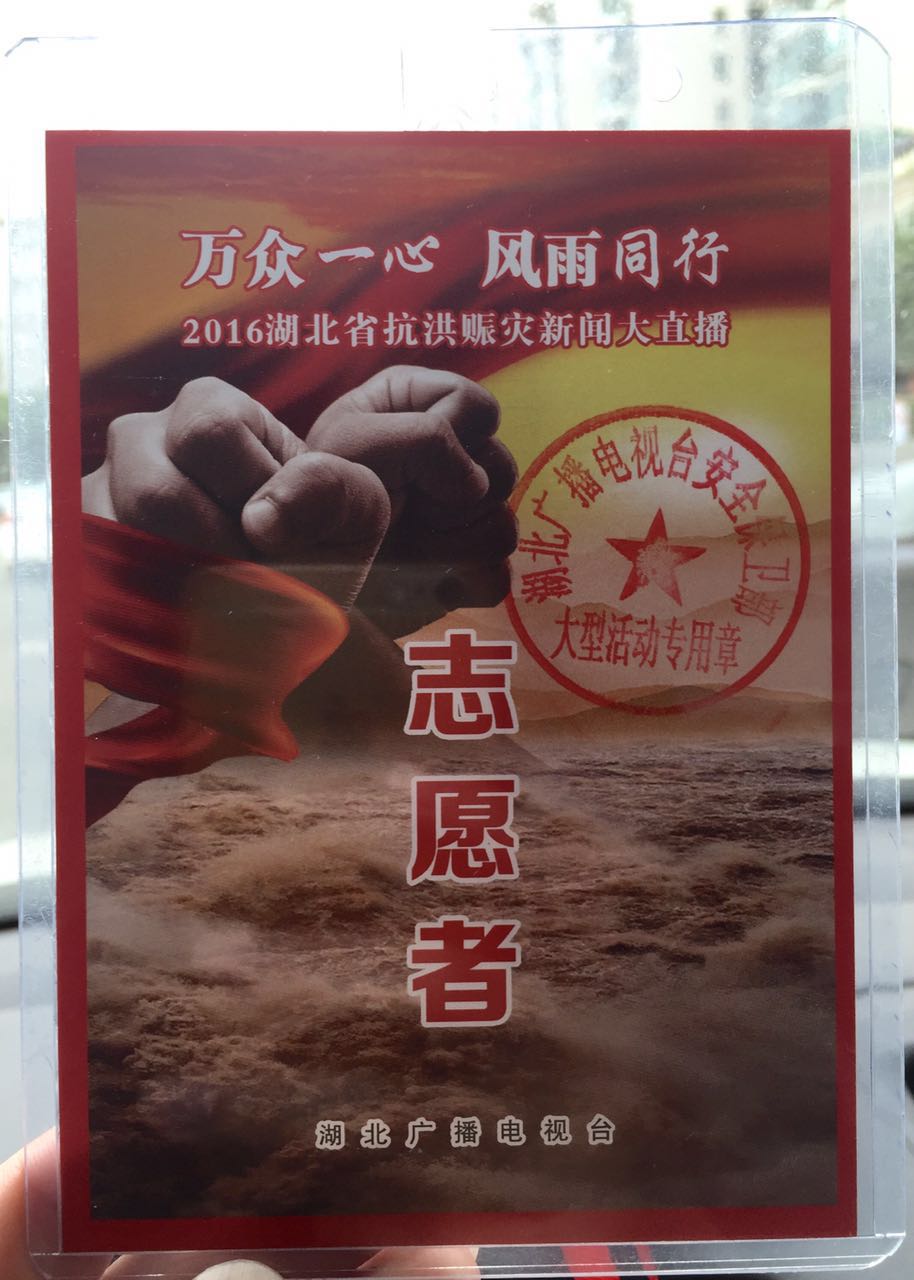 万众一心 风雨同行
2016湖北省抗洪赈灾新闻大直播
湖北广播电视台安全保卫部
大型活动专用章
志
愿
者
湖北广播电视台